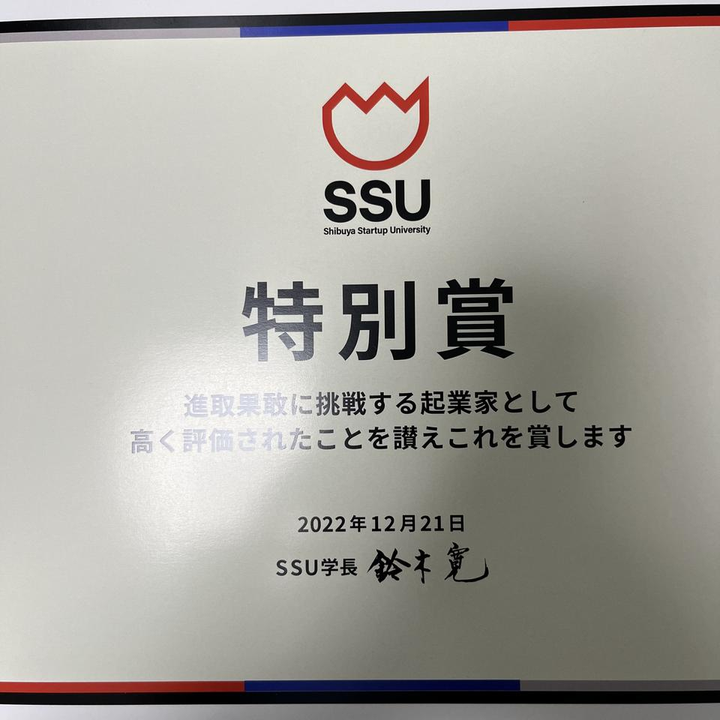 SSU
Shibuya Startup University
特別賞
進取果敢に挑戦する起業家として
高く評価されたことを讃えこれを賞します
2022年12月21日
SSU学長 鈴木寛